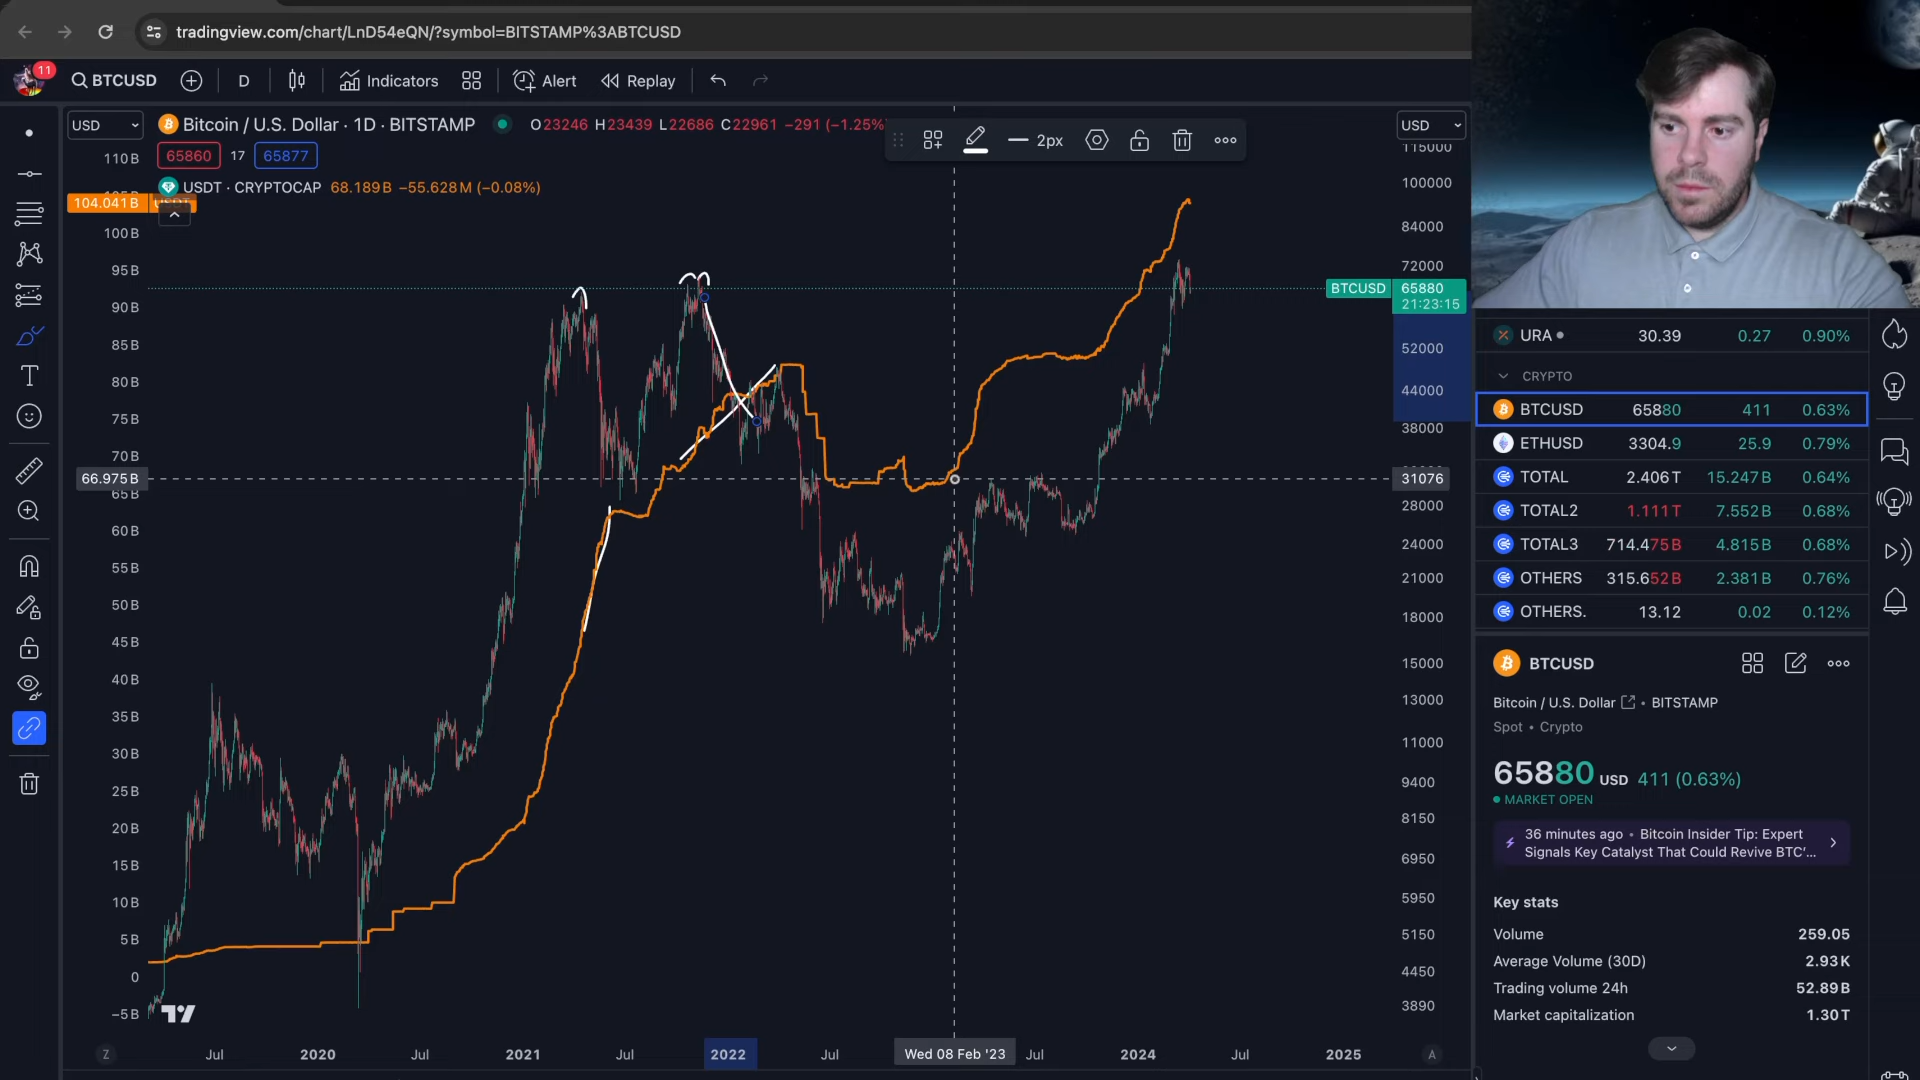 tradingview.com/chart/LnD54eQN/?symbol=BITSTAMP%3ABTCUSD
11
BTCUSD
D
Indicators
Alert
Replay
USD
Bitcoin / U.S. Dollar · 1D · BITSTAMP
O23246 H23439 L22686 C22961 −291 (−1.25%
2px
USD
65860
17
65877
USDT · CRYPTOCAP 68.189B −55.628M (−0.08%)
104.041B
USDT
110B
100B
95B
90B
85B
80B
75B
70B
66.975B
65B
60B
55B
50B
45B
40B
35B
30B
25B
20B
15B
10B
5B
0
−5B
115000
100000
84000
72000
BTCUSD
65880
21:23:15
52000
44000
38000
31076
28000
24000
21000
18000
15000
13000
11000
9400
8150
6950
5950
5150
4450
3890
Z
Jul
2020
Jul
2021
Jul
2022
Jul
Wed 08 Feb '23
Jul
2024
Jul
2025
A
URA 30.39 0.27 0.90%
CRYPTO
BTCUSD 65880 411 0.63%
ETHUSD 3304.9 25.9 0.79%
TOTAL 2.406T 15.247B 0.64%
TOTAL2 1.111T 7.552B 0.68%
TOTAL3 714.475B 4.815B 0.68%
OTHERS 315.652B 2.381B 0.76%
OTHERS. 13.12 0.02 0.12%
BTCUSD
Bitcoin / U.S. Dollar • BITSTAMP
Spot • Crypto
65880 USD 411 (0.63%)
MARKET OPEN
36 minutes ago • Bitcoin Insider Tip: Expert
Signals Key Catalyst That Could Revive BTC'...
Key stats
Volume 259.05
Average Volume (30D) 2.93K
Trading volume 24h 52.89B
Market capitalization 1.30T